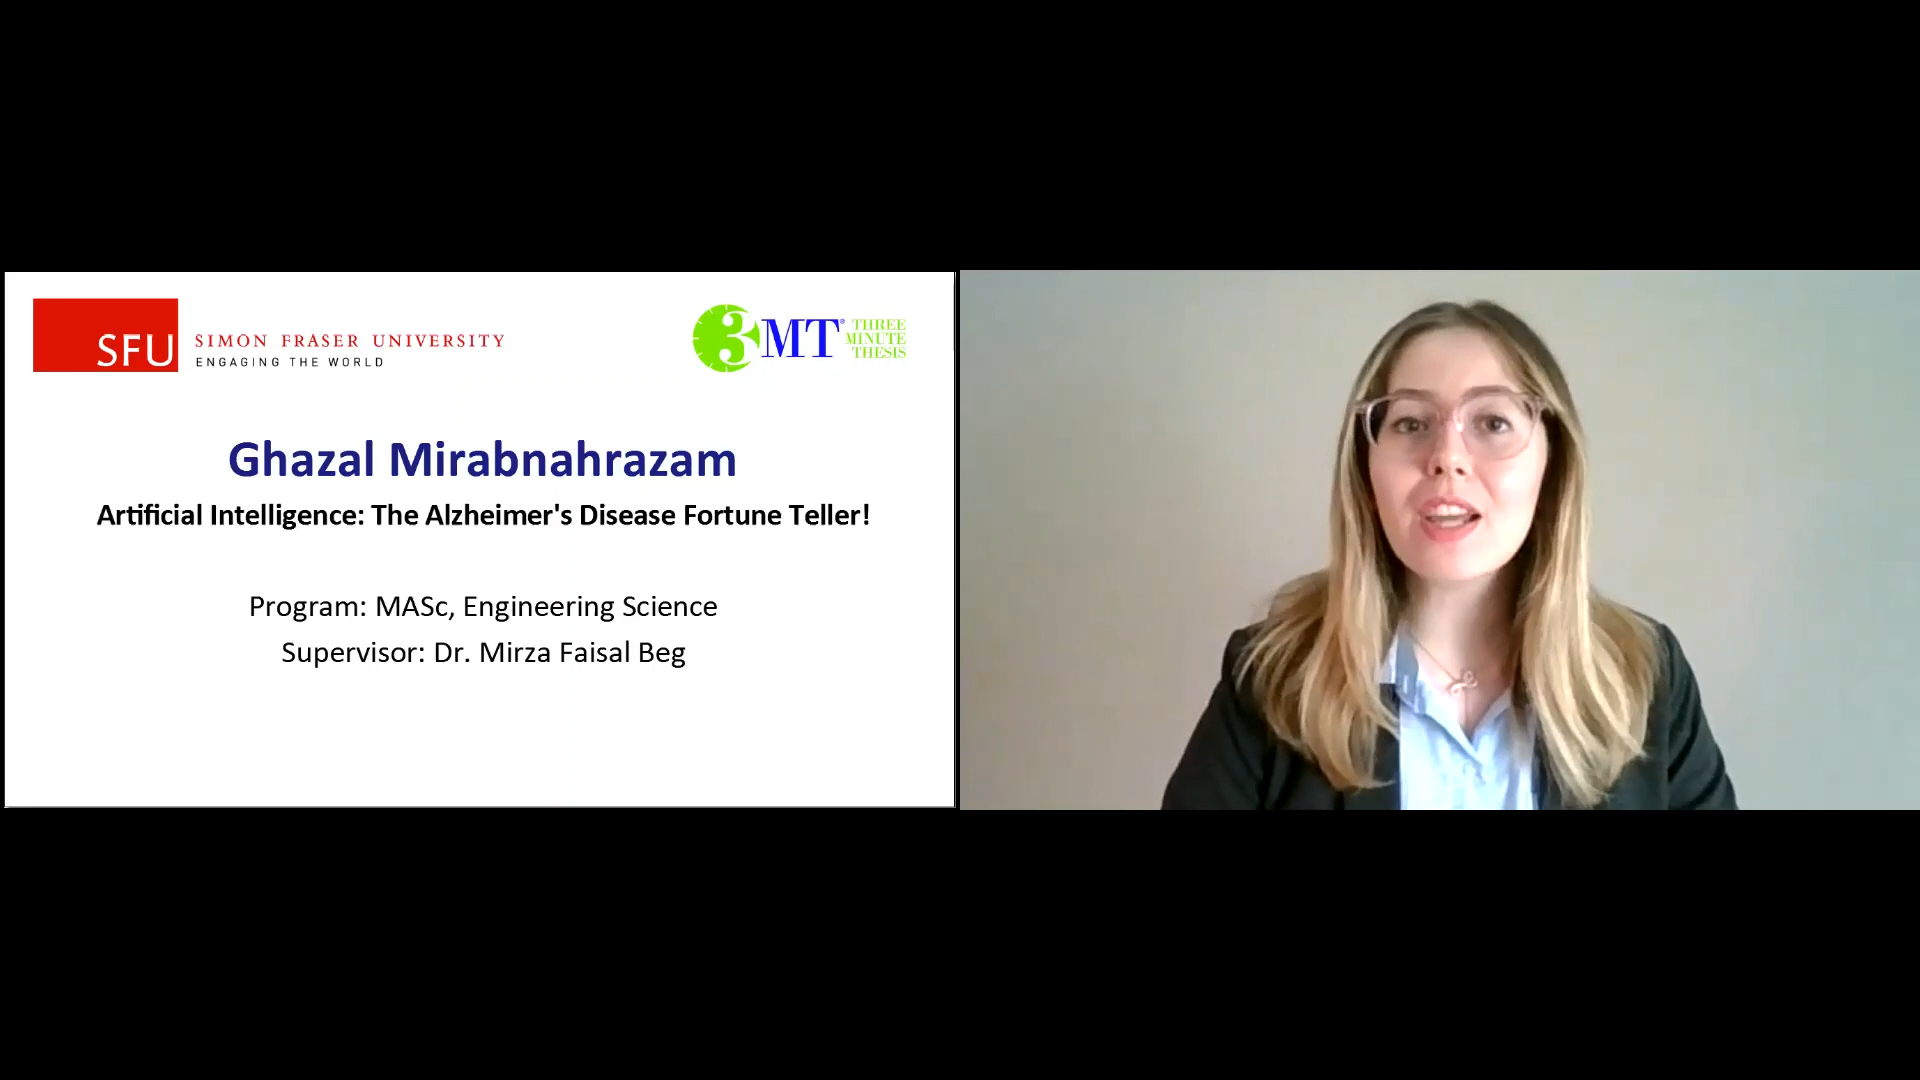 SFU
SIMON FRASER UNIVERSITY
ENGAGING THE WORLD
3MT®
THREE
MINUTE
THESIS
Ghazal Mirabnahrazam
Artificial Intelligence: The Alzheimer's Disease Fortune Teller!
Program: MASc, Engineering Science
Supervisor: Dr. Mirza Faisal Beg